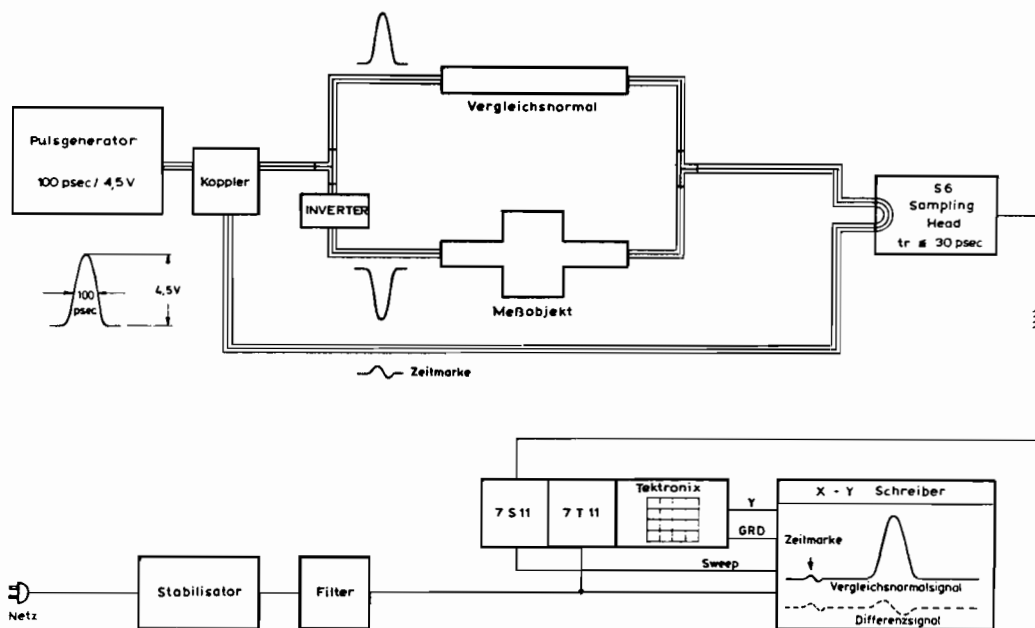 Pulsgenerator
100 psec / 4,5 V
Koppler
INVERTER
Vergleichsnormal
Meßobjekt
S6
Sampling
Head
tr ≦ 30 psec
100
psec
4,5V
Zeitmarke
Tektronix
7 S11
7 T 11
Y
GRD
Sweep
X - Y Schreiber
Zeitmarke
Vergleichsnormalsignal
Differenzsignal
Netz
Stabilisator
Filter